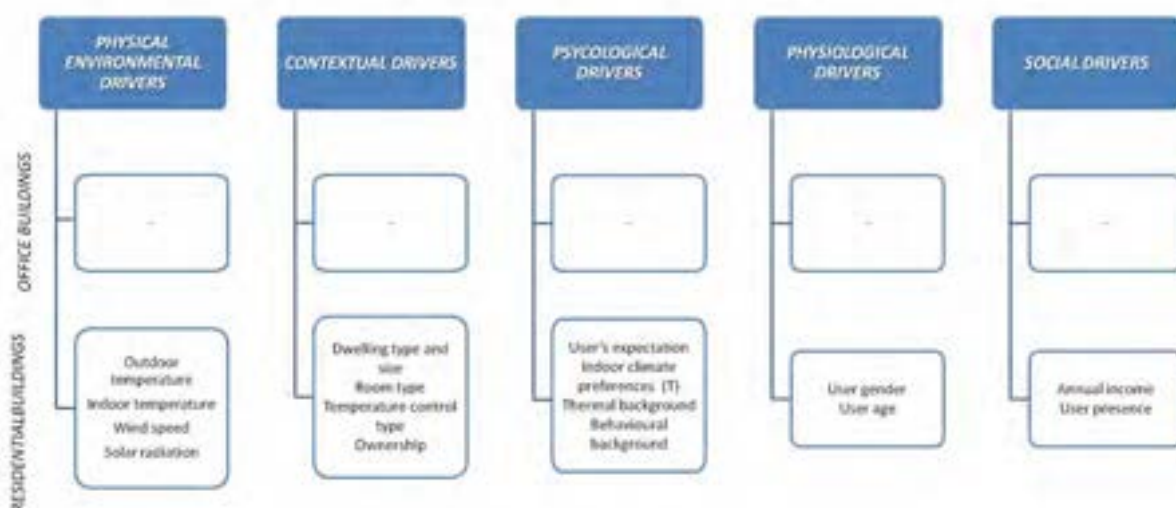 PHYSICAL
ENVIRONMENTAL
DRIVERS
CONTEXTUAL DRIVERS
PSYCOLOGICAL
DRIVERS
PHYSIOLOGICAL
DRIVERS
SOCIAL DRIVERS
OFFICE BUILDINGS
-
-
-
-
-
RESIDENTIALBUILDINGS
Outdoor
temperature
Indoor temperature
Wind speed
Solar radiation
Dwelling type and
size
Room type
Temperature control
type
Ownership
User's expectation
Indoor climate
preferences (T)
Thermal background
Behavioural
background
User gender
User age
Annual income
User presence